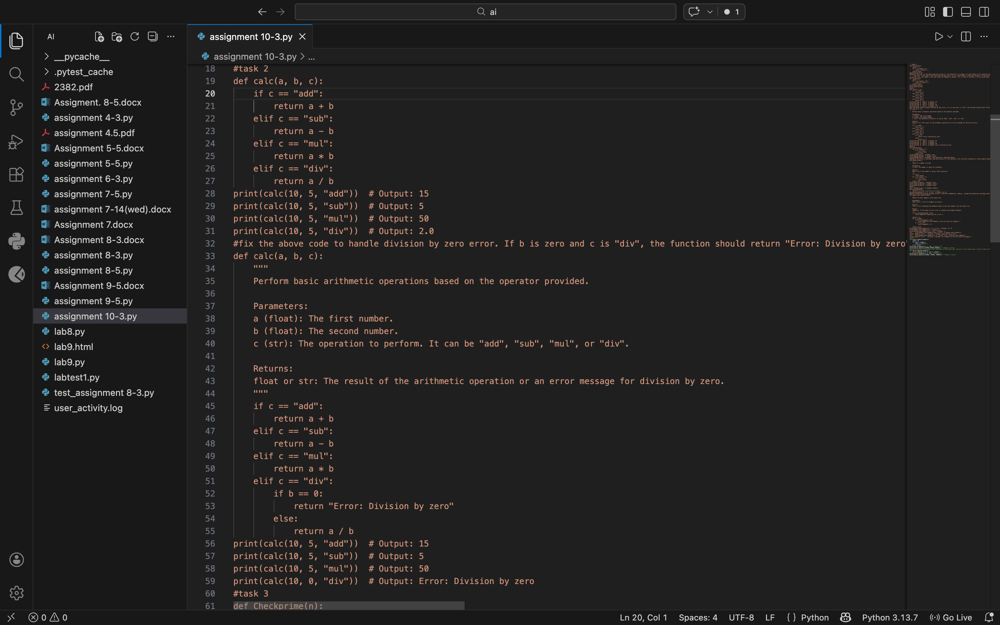 ai
1
AI
assignment 10-3.py
__pycache__
.pytest_cache
2382.pdf
Assigment. 8-5.docx
assignment 4-3.py
assignment 4.5.pdf
Assignment 5-5.docx
assignment 5-5.py
assignment 6-3.py
assignment 7-5.py
assignment 7-14(wed).docx
Assignment 7.docx
Assignment 8-3.docx
assignment 8-3.py
assignment 8-5.py
Assignment 9-5.docx
assignment 9-5.py
assignment 10-3.py
lab8.py
lab9.html
lab9.py
labtest1.py
test_assignment 8-3.py
user_activity.log
assignment 10-3.py > ...
18 #task 2
19 def calc(a, b, c):
20     if c == "add":
21         return a + b
22     elif c == "sub":
23         return a - b
24     elif c == "mul":
25         return a * b
26     elif c == "div":
27         return a / b
28 print(calc(10, 5, "add"))  # Output: 15
29 print(calc(10, 5, "sub"))  # Output: 5
30 print(calc(10, 5, "mul"))  # Output: 50
31 print(calc(10, 5, "div"))  # Output: 2.0
32 #fix the above code to handle division by zero error. If b is zero and c is "div", the function should return "Error: Division by zero"
33 def calc(a, b, c):
34     """
35     Perform basic arithmetic operations based on the operator provided.
36
37     Parameters:
38     a (float): The first number.
39     b (float): The second number.
40     c (str): The operation to perform. It can be "add", "sub", "mul", or "div".
41
42     Returns:
43     float or str: The result of the arithmetic operation or an error message for division by zero.
44     """
45     if c == "add":
46         return a + b
47     elif c == "sub":
48         return a - b
49     elif c == "mul":
50         return a * b
51     elif c == "div":
52         if b == 0:
53             return "Error: Division by zero"
54         else:
55             return a / b
56 print(calc(10, 5, "add"))  # Output: 15
57 print(calc(10, 5, "sub"))  # Output: 5
58 print(calc(10, 5, "mul"))  # Output: 50
59 print(calc(10, 0, "div"))  # Output: Error: Division by zero
60 #task 3
61 def Checkprime(n):
0 0
Ln 20, Col 1
Spaces: 4
UTF-8
LF
{ } Python
Python 3.13.7
Go Live